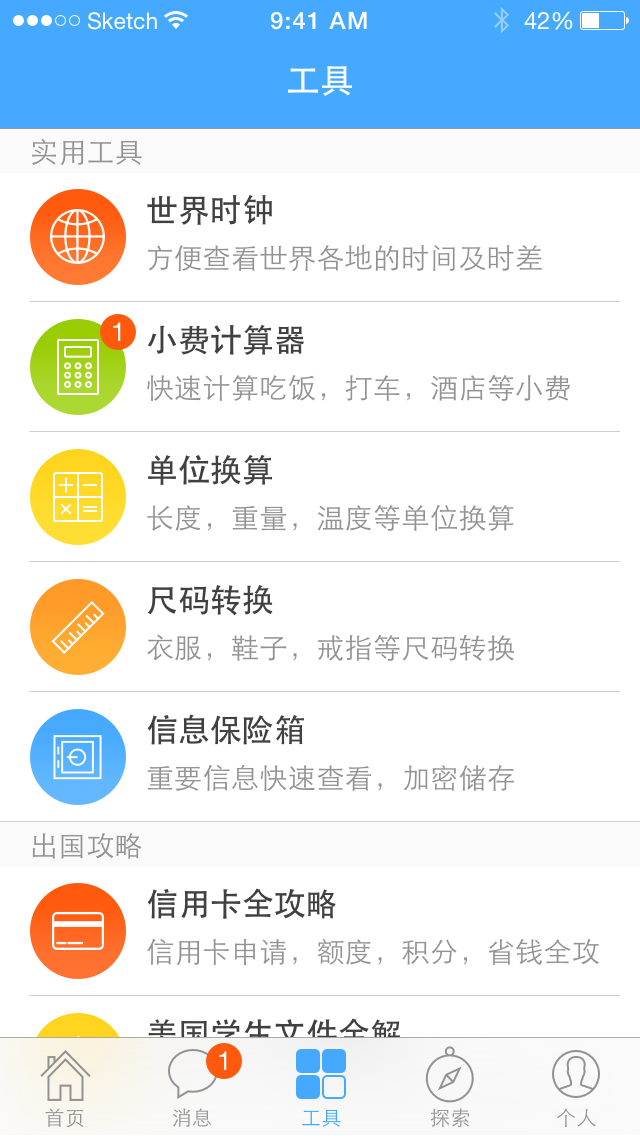 Sketch 9:41 AM 42%
工具
实用工具
世界时钟
方便查看世界各地的时间及时差
1
小费计算器
快速计算吃饭，打车，酒店等小费
单位换算
长度，重量，温度等单位换算
尺码转换
衣服，鞋子，戒指等尺码转换
信息保险箱
重要信息快速查看，加密储存
出国攻略
信用卡全攻略
信用卡申请，额度，积分，省钱全攻
美国学生文件全解
1
首页 消息 工具 探索 个人